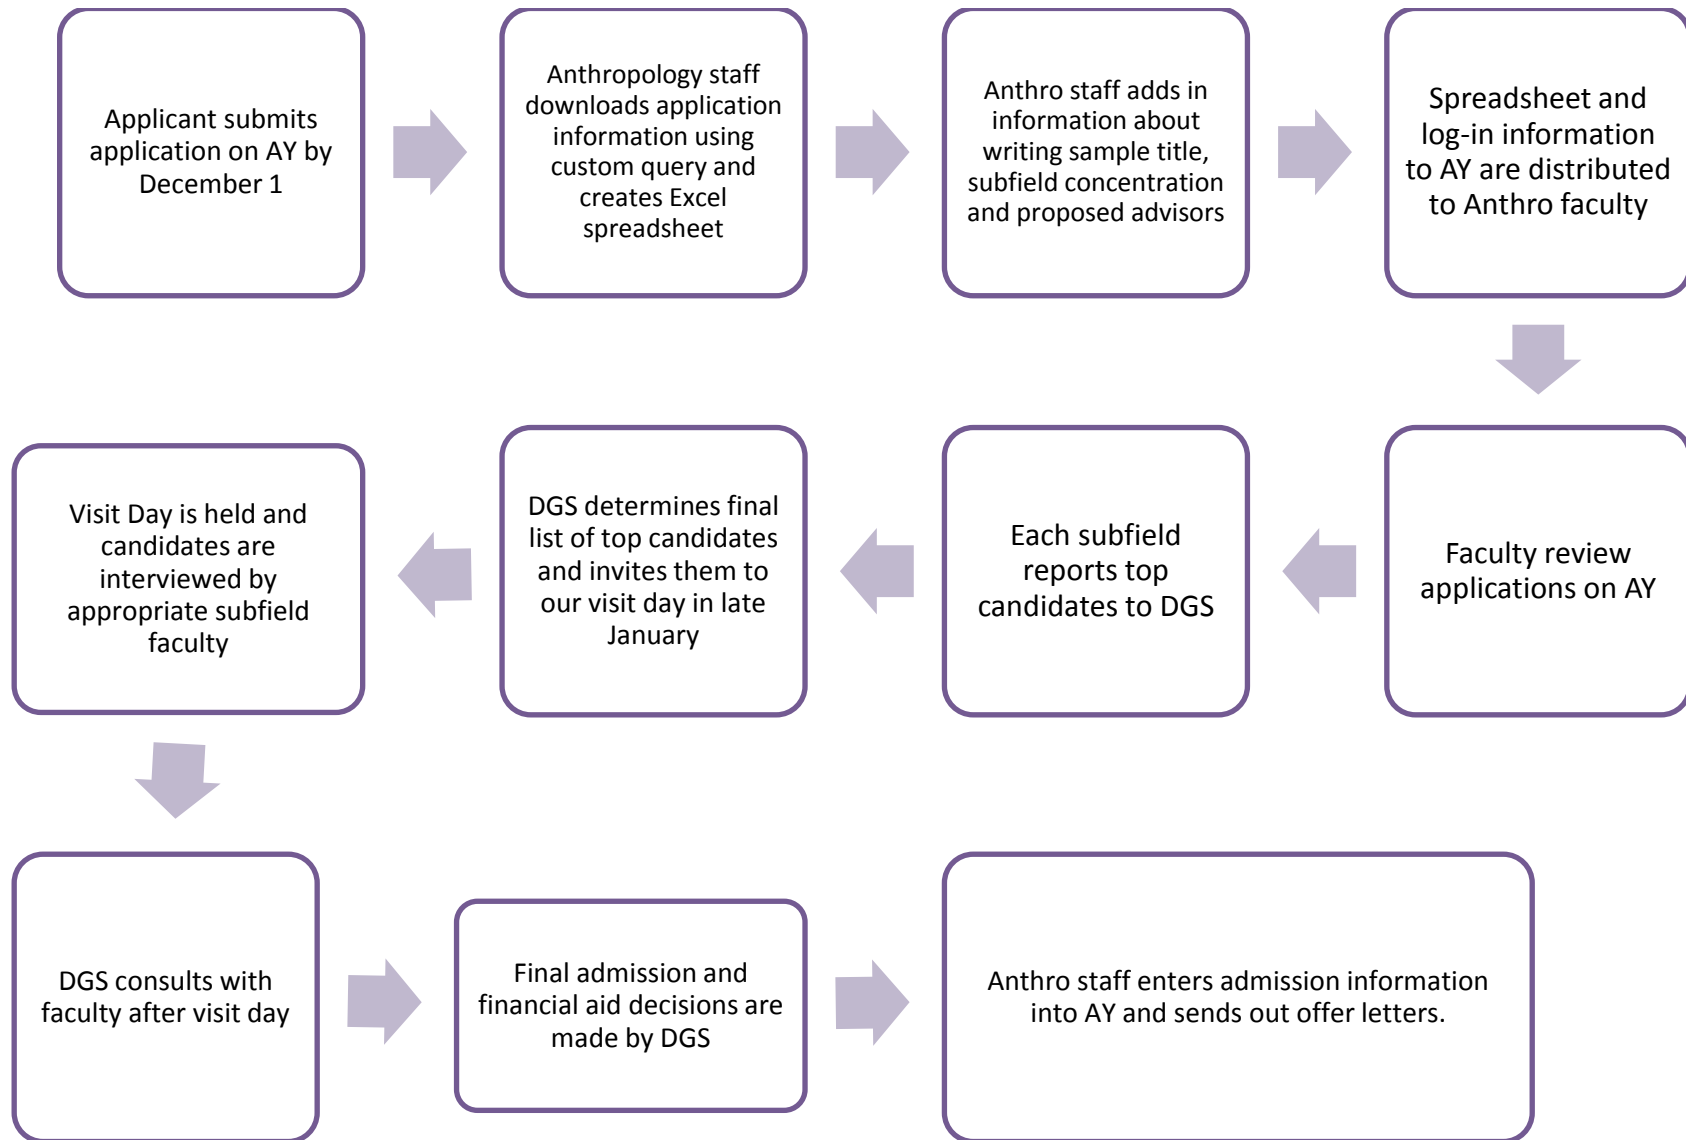 Applicant submits
application on AY by
December 1
Anthropology staff
downloads application
information using
custom query and
creates Excel
spreadsheet
Anthro staff adds in
information about
writing sample title,
subfield concentration
and proposed advisors
Spreadsheet and
log-in information
to AY are distributed
to Anthro faculty
Faculty review
applications on AY
Each subfield
reports top
candidates to DGS
DGS determines final
list of top candidates
and invites them to
our visit day in late
January
Visit Day is held and
candidates are
interviewed by
appropriate subfield
faculty
DGS consults with
faculty after visit day
Final admission and
financial aid decisions are
made by DGS
Anthro staff enters admission information
into AY and sends out offer letters.